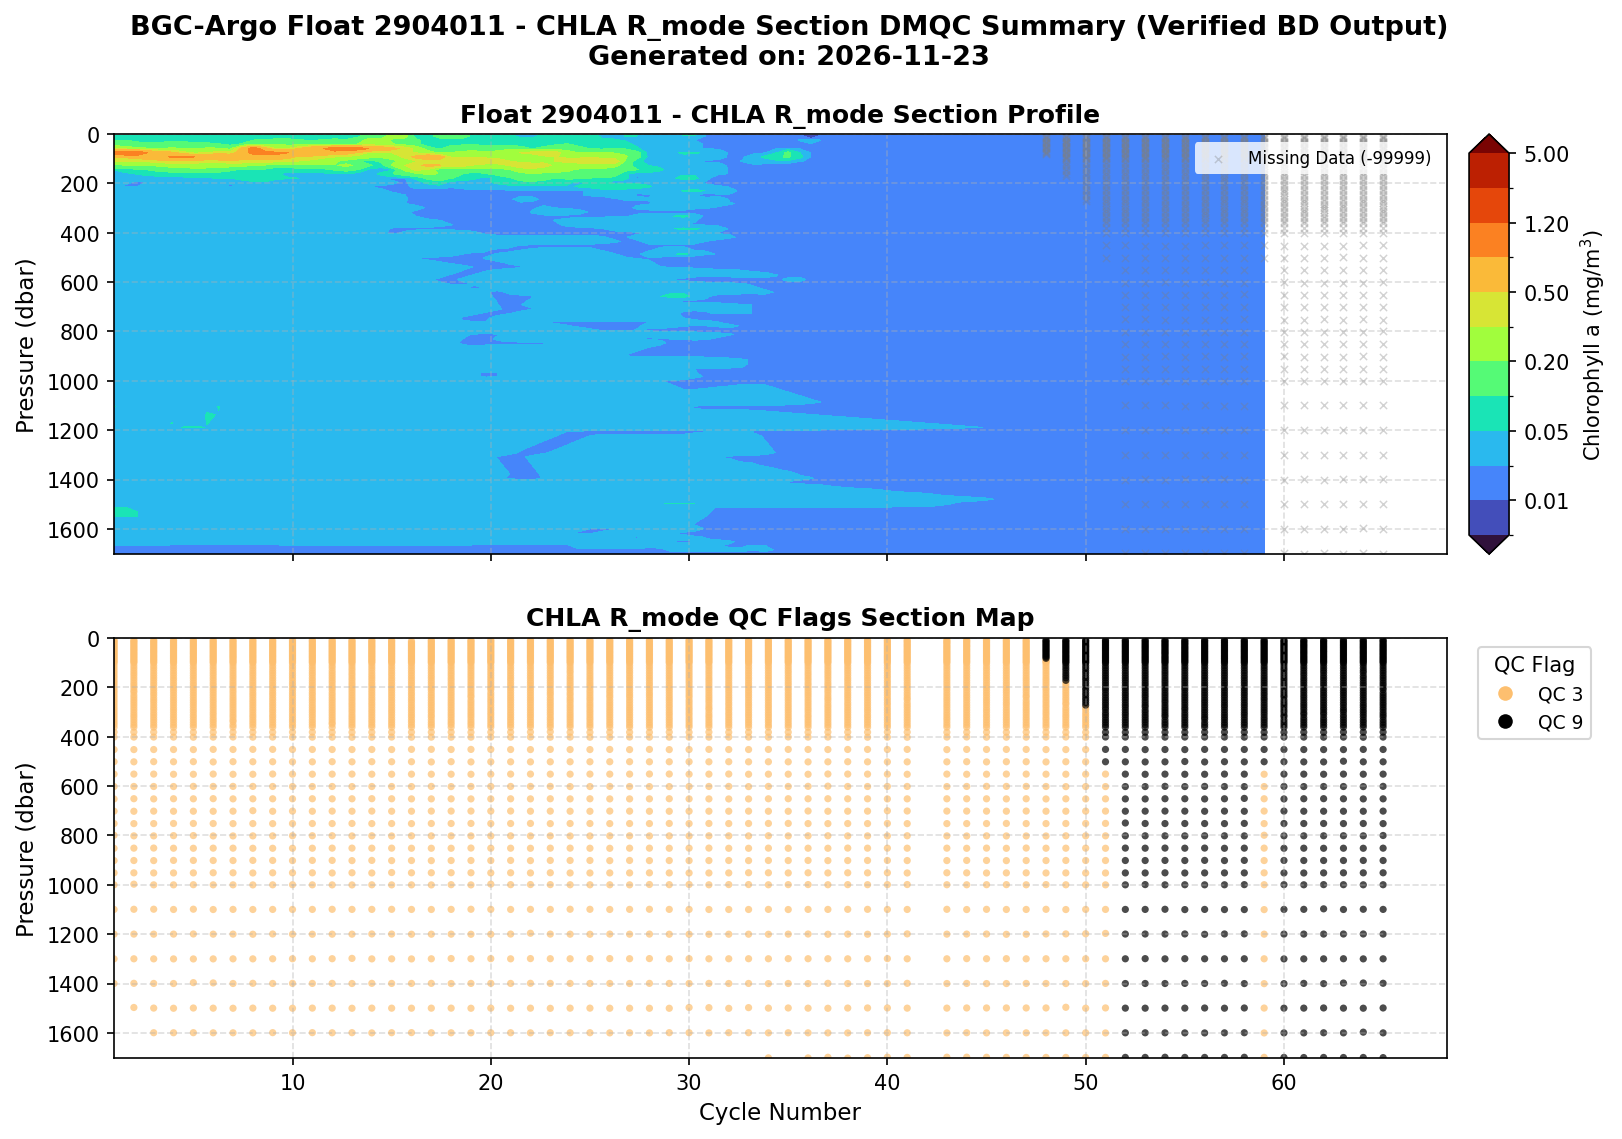 BGC-Argo Float 2904011 - CHLA R_mode Section DMQC Summary (Verified BD Output)
Generated on: 2026-11-23
Float 2904011 - CHLA R_mode Section Profile
Pressure (dbar)
0
200
400
600
800
1000
1200
1400
1600
Missing Data (-99999)
5.00
1.20
0.50
0.20
0.05
0.01
Chlorophyll a (mg/m³)
CHLA R_mode QC Flags Section Map
Pressure (dbar)
0
200
400
600
800
1000
1200
1400
1600
10 20 30 40 50 60
Cycle Number
QC Flag
QC 3
QC 9